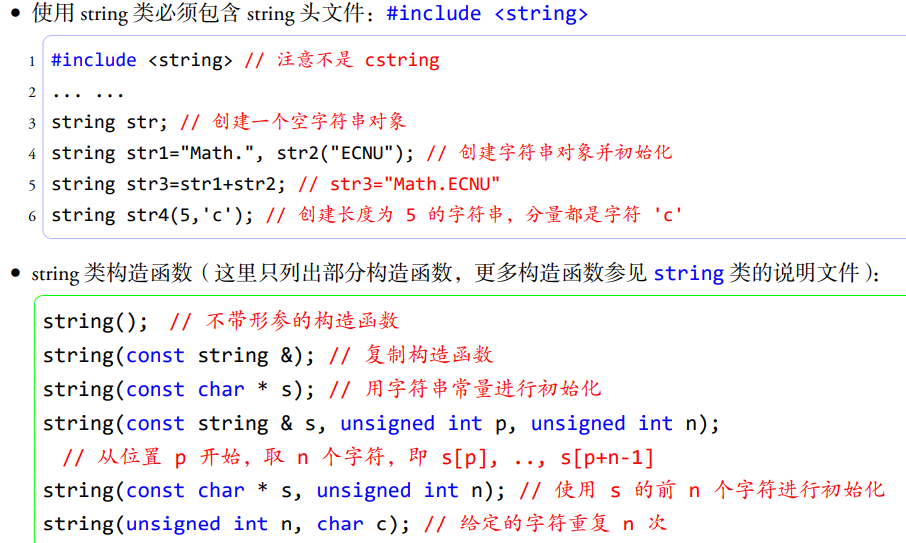 • 使用 string 类必须包含 string 头文件：#include <string>
1 #include <string> // 注意不是 cstring
2 ... ...
3 string str; // 创建一个空字符串对象
4 string str1="Math.", str2("ECNU"); // 创建字符串对象并初始化
5 string str3=str1+str2; // str3="Math.ECNU"
6 string str4(5,'c'); // 创建长度为 5 的字符串，分量都是字符 'c'
• string 类构造函数（这里只列出部分构造函数，更多构造函数参见 string 类的说明文件）：
string(); // 不带形参的构造函数
string(const string &); // 复制构造函数
string(const char * s); // 用字符串常量进行初始化
string(const string & s, unsigned int p, unsigned int n);
// 从位置 p 开始，取 n 个字符，即 s[p], .., s[p+n-1]
string(const char * s, unsigned int n); // 使用 s 的前 n 个字符进行初始化
string(unsigned int n, char c); // 给定的字符重复 n 次